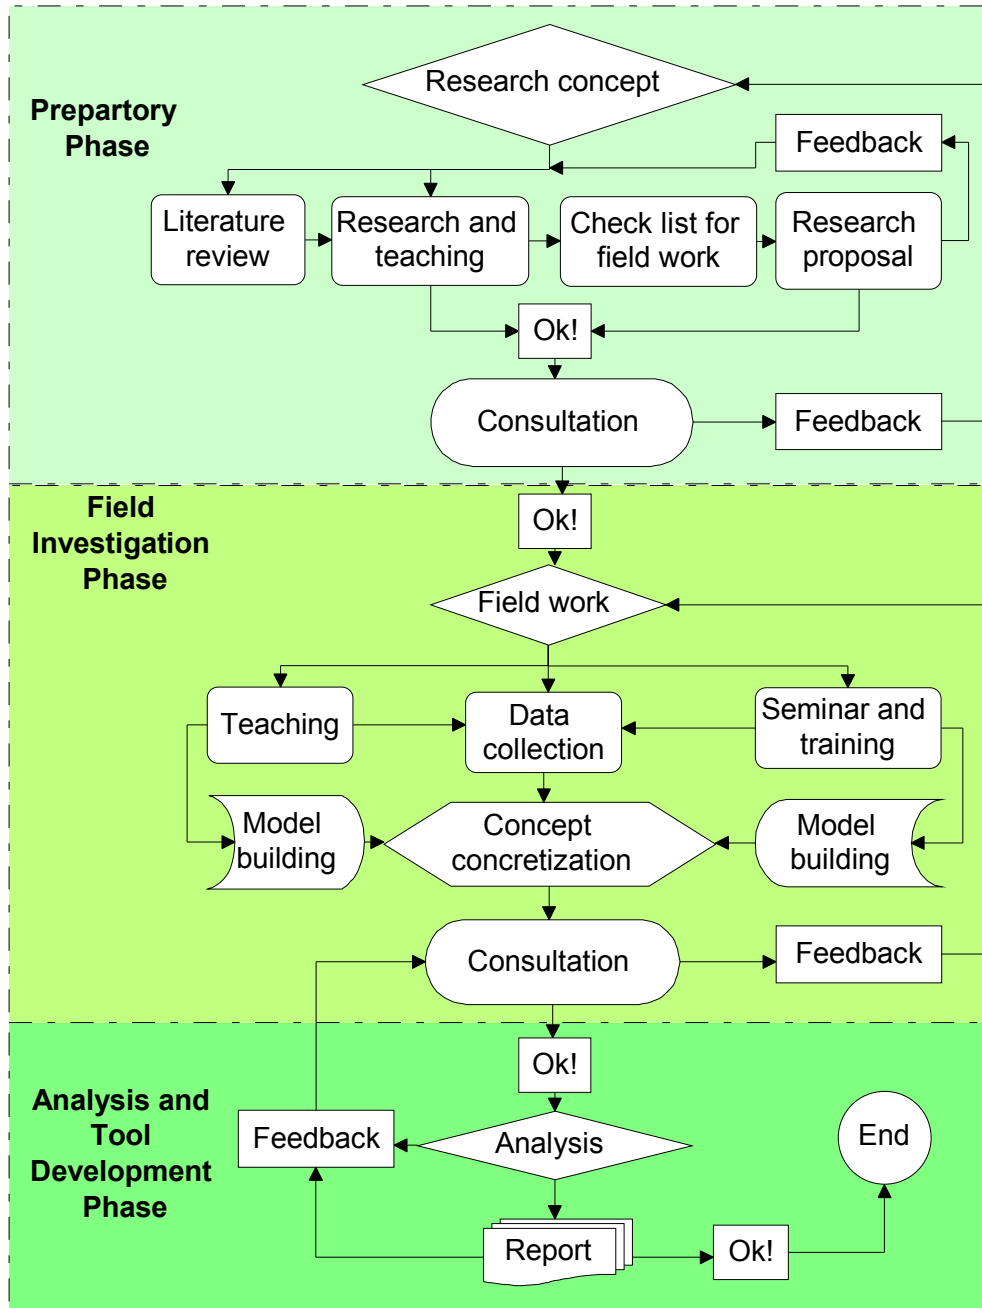 Research concept
Prepartory
Phase
Feedback
Literature
review
Research and
teaching
Check list for
field work
Research
proposal
Ok!
Consultation
Feedback
Field
Investigation
Phase
Ok!
Field work
Teaching
Data
collection
Seminar and
training
Model
building
Concept
concretization
Model
building
Consultation
Feedback
Ok!
Analysis and
Tool
Development
Phase
Feedback
Analysis
End
Report
Ok!